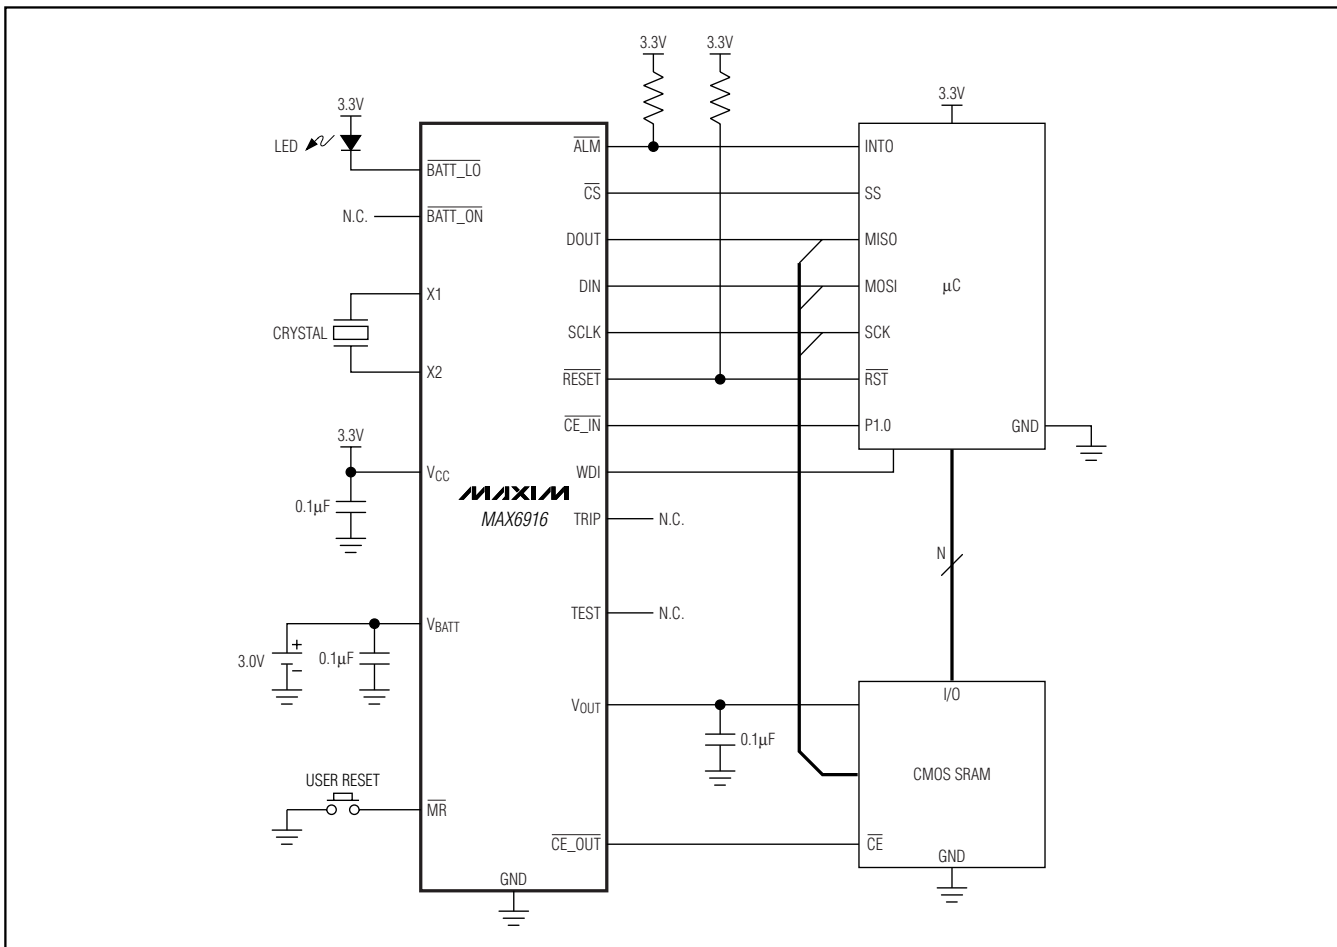 3.3V
3.3V
3.3V
LED
BATT_LO
N.C.
BATT_ON
X1
CRYSTAL
X2
3.3V
VCC
0.1µF
3.0V
+
−
0.1µF
VBATT
USER RESET
MR
MAXIM
MAX6916
GND
ALM
CS
DOUT
DIN
SCLK
RESET
CE_IN
WDI
TRIP
N.C.
TEST
N.C.
VOUT
0.1µF
CE_OUT
3.3V
INTO
SS
MISO
MOSI
SCK
RST
P1.0
µC
GND
N
I/O
CMOS SRAM
CE
GND